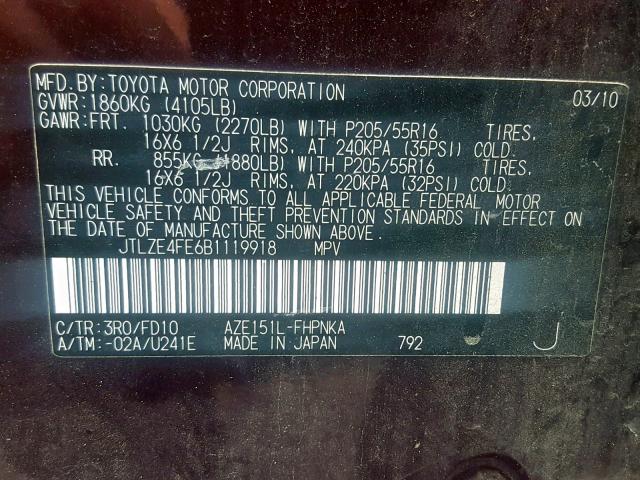 MFD.BY:TOYOTA MOTOR CORPORATION 03/10
GVWR:1860KG (4105LB)
GAWR:FRT. 1030KG (2270LB) WITH P205/55R16 TIRES,
16X6 1/2J RIMS, AT 240KPA (35PSI) COLD.
RR. 855KG (1880LB) WITH P205/55R16 TIRES,
16X6 1/2J RIMS, AT 220KPA (32PSI) COLD.
THIS VEHICLE CONFORMS TO ALL APPLICABLE FEDERAL MOTOR
VEHICLE SAFETY AND THEFT PREVENTION STANDARDS IN EFFECT ON
THE DATE OF MANUFACTURE SHOWN ABOVE.
JTLZE4FE6B1119918 MPV
C/TR:3R0/FD10 AZE151L-FHPNKA
A/TM:-02A/U241E MADE IN JAPAN 792 J